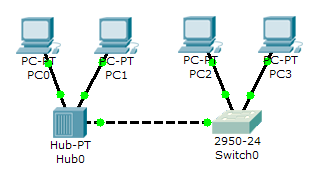 PC-PT PC-PT PC-PT PC-PT
PC0 PC1 PC2 PC3
Hub-PT 2950-24
Hub0 Switch0